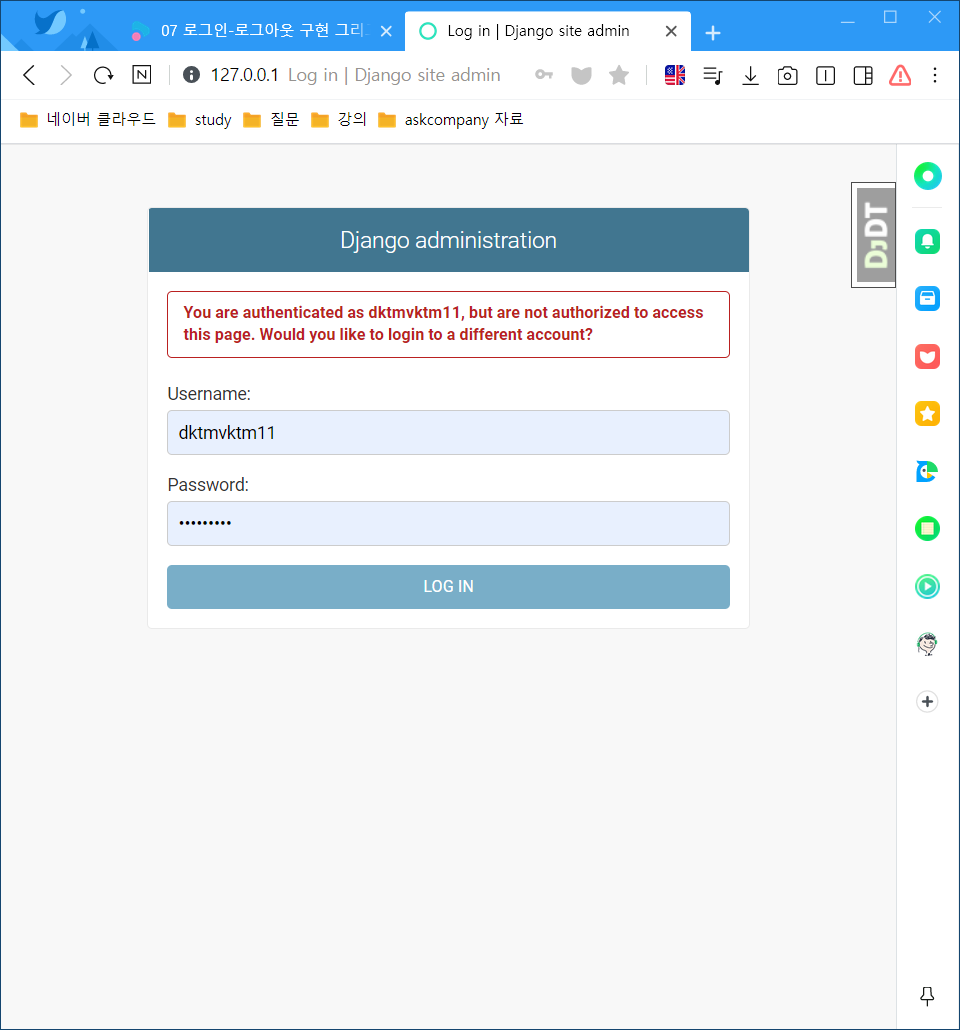 07 로그인-로그아웃 구현 그리
Log in | Django site admin
127.0.0.1 Log in | Django site admin
네이버 클라우드 study 질문 강의 askcompany 자료
DjDT
Django administration
You are authenticated as dktmvktm11, but are not authorized to access
this page. Would you like to login to a different account?
Username:
dktmvktm11
Password:
•••••••••
LOG IN